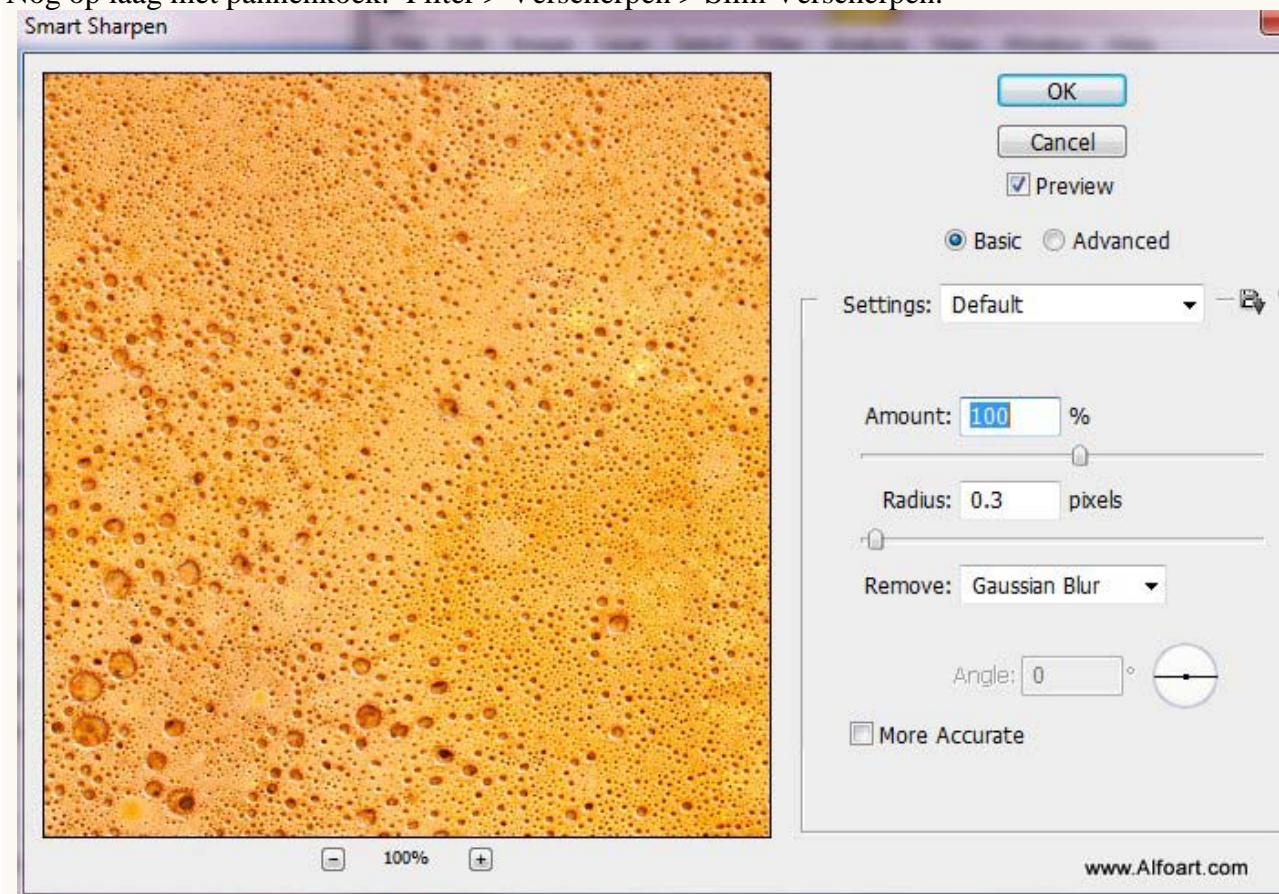 Nog op laag met pannenkoek: Filter > Verscherpen > Slim Verscherpen.
Smart Sharpen
OK
Cancel
Preview
Basic Advanced
Settings: Default
Amount: 100 %
Radius: 0.3 pixels
Remove: Gaussian Blur
Angle: 0 °
More Accurate
100%
www.Alfoart.com